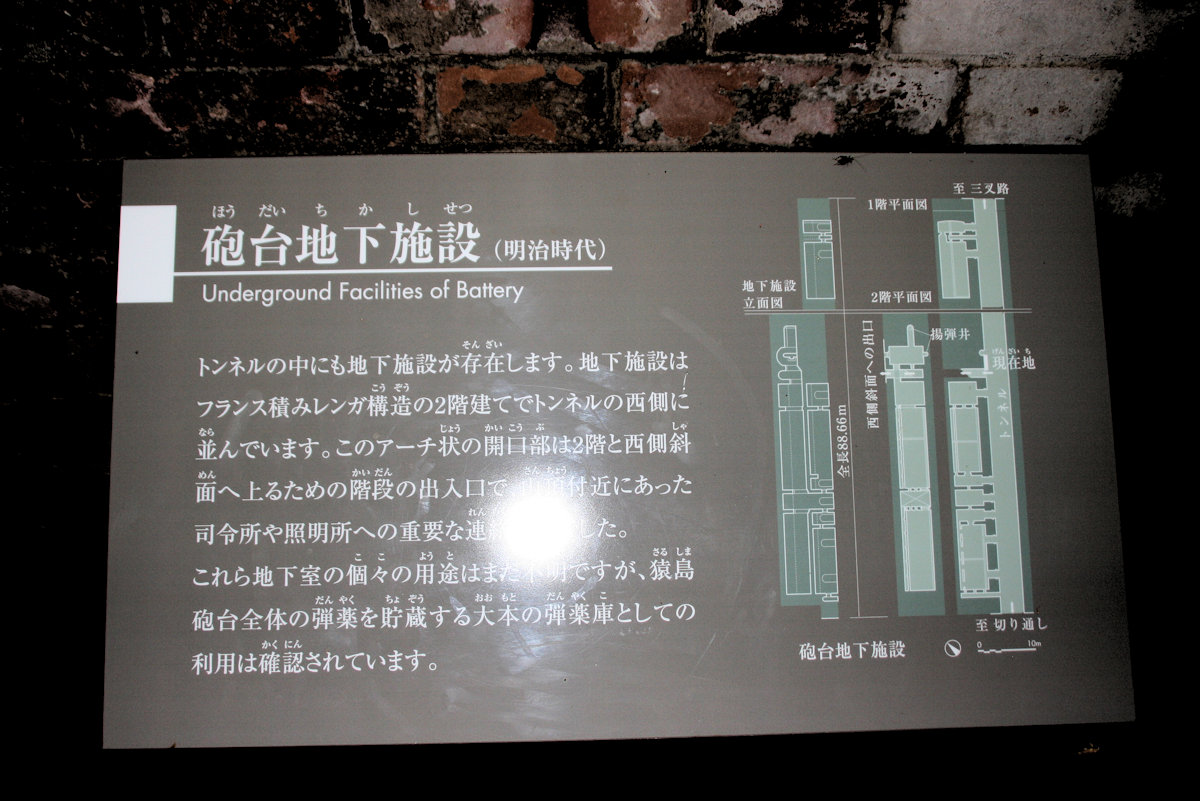 砲台地下施設（明治時代）
Underground Facilities of Battery
トンネルの中にも地下施設が存在します。地下施設は
フランス積みレンガ構造の2階建てでトンネルの西側に
並んでいます。このアーチ状の開口部は2階と西側斜
面へ上るための階段の出入口で、付近にあった
司令所や照明所への重要な連した。
これら地下室の個々の用途はまだ不明ですが、猿島
砲台全体の弾薬を貯蔵する大本の弾薬庫としての
利用は確認されています。
至 三叉路
1階平面図
地下施設
立面図
2階平面図
西側斜面への出口
揚弾井
現在地
トンネル
全長88.66m
至 切り通し
砲台地下施設
0 10m